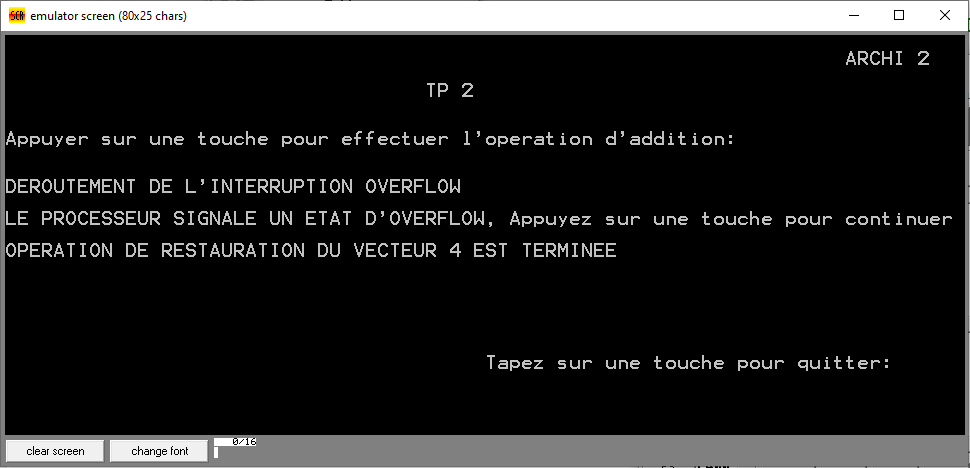 emulator screen (80x25 chars)
ARCHI 2
TP 2
Appuyer sur une touche pour effectuer l'operation d'addition:
DEROUTEMENT DE L'INTERRUPTION OVERFLOW
LE PROCESSEUR SIGNALE UN ETAT D'OVERFLOW, Appuyez sur une touche pour continuer
OPERATION DE RESTAURATION DU VECTEUR 4 EST TERMINEE
Tapez sur une touche pour quitter:
clear screen
change font
0/16